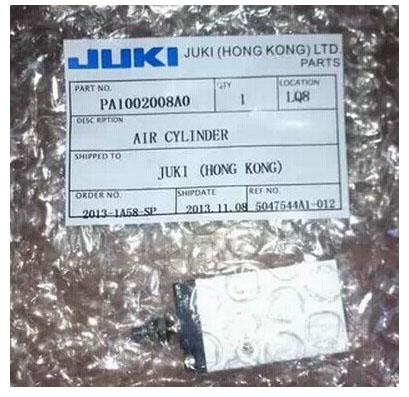 JUKI JUKI (HONG KONG) LTD.
PARTS
PART NO. QTY LOCATION
PA1002008A0 1 LQ8
DESCRIPTION
AIR CYLINDER
SHIPPED TO
JUKI (HONG KONG)
ORDER NO. SHIPDATE REF NO.
2013-1A58-SP 2013.11.08 5047544A1-012